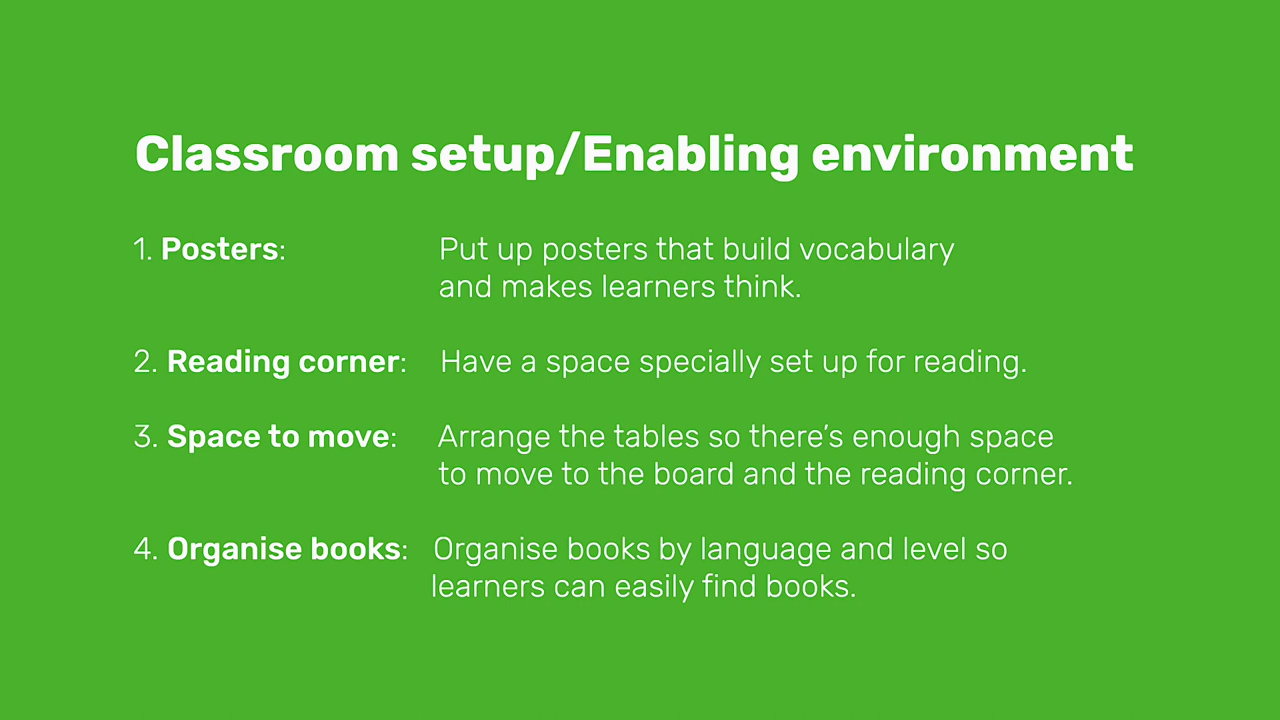 Classroom setup/Enabling environment
1. Posters: Put up posters that build vocabulary
and makes learners think.
2. Reading corner: Have a space specially set up for reading.
3. Space to move: Arrange the tables so there’s enough space
to move to the board and the reading corner.
4. Organise books: Organise books by language and level so
learners can easily find books.